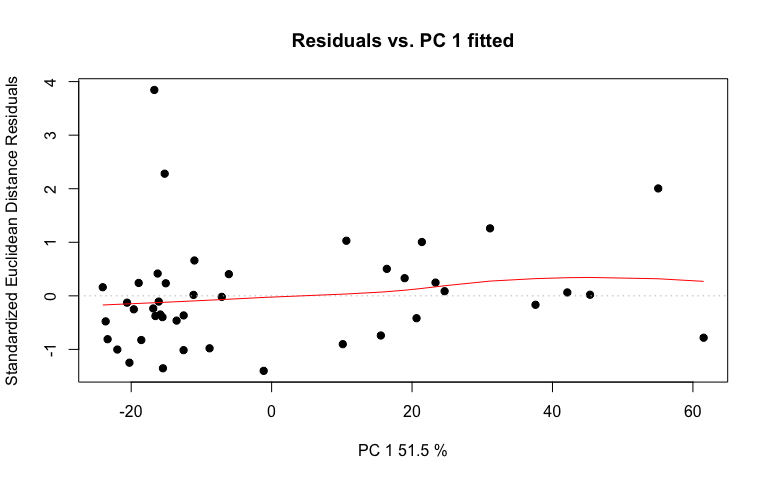 Residuals vs. PC 1 fitted
Standardized Euclidean Distance Residuals
4
3
2
1
0
-1
-20 0 20 40 60
PC 1 51.5 %